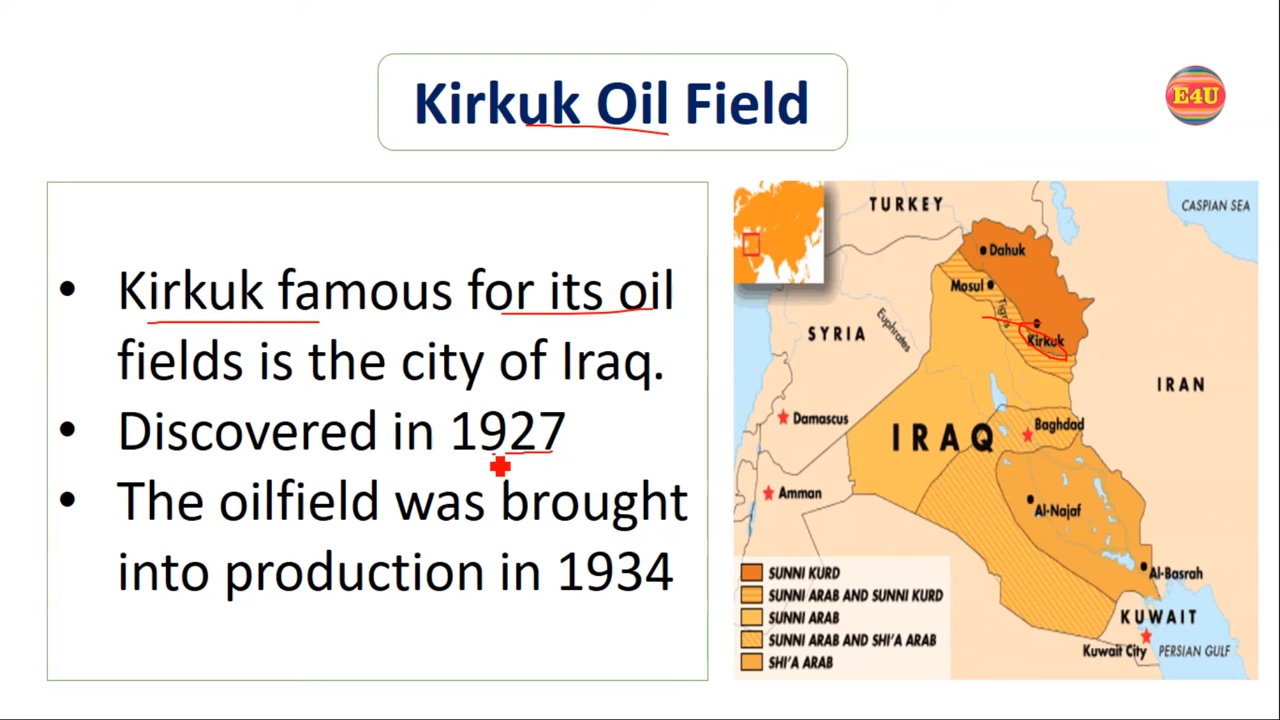 Kirkuk Oil Field
E4U
• Kirkuk famous for its oil
fields is the city of Iraq.
• Discovered in 1927
• The oilfield was brought
into production in 1934
TURKEY
CASPIAN SEA
Dahuk
Mosul
Tigris
Euphrates
SYRIA
Kirkuk
IRAN
Damascus
Baghdad
IRAQ
Amman
Al-Najaf
Al-Basrah
KUWAIT
Kuwait City
PERSIAN GULF
SUNNI KURD
SUNNI ARAB AND SUNNI KURD
SUNNI ARAB
SUNNI ARAB AND SHI'A ARAB
SHI'A ARAB